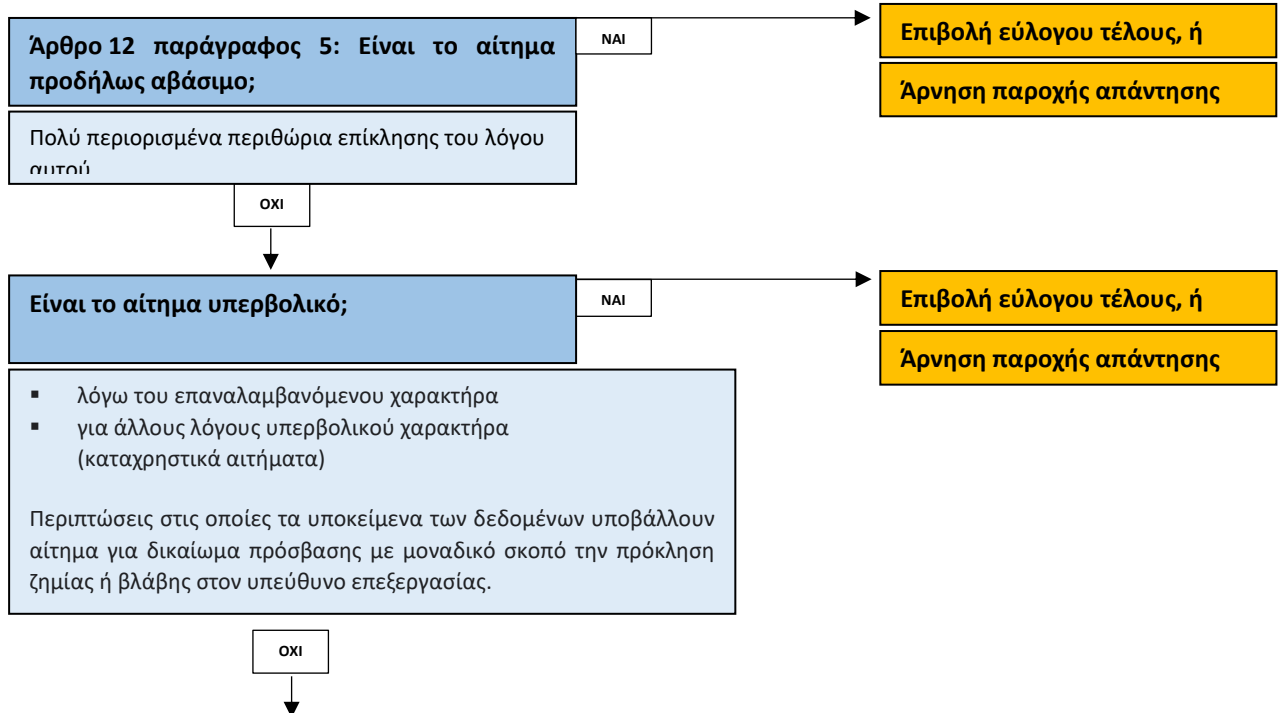 Άρθρο 12 παράγραφος 5: Είναι το αίτημα
προδήλως αβάσιμο;
ΝΑΙ
Επιβολή εύλογου τέλους, ή
Άρνηση παροχής απάντησης
Πολύ περιορισμένα περιθώρια επίκλησης του λόγου
αυτού
ΟΧΙ
Είναι το αίτημα υπερβολικό;
ΝΑΙ
Επιβολή εύλογου τέλους, ή
Άρνηση παροχής απάντησης
▪ λόγω του επαναλαμβανόμενου χαρακτήρα
▪ για άλλους λόγους υπερβολικού χαρακτήρα
(καταχρηστικά αιτήματα)
Περιπτώσεις στις οποίες τα υποκείμενα των δεδομένων υποβάλλουν
αίτημα για δικαίωμα πρόσβασης με μοναδικό σκοπό την πρόκληση
ζημίας ή βλάβης στον υπεύθυνο επεξεργασίας.
ΟΧΙ